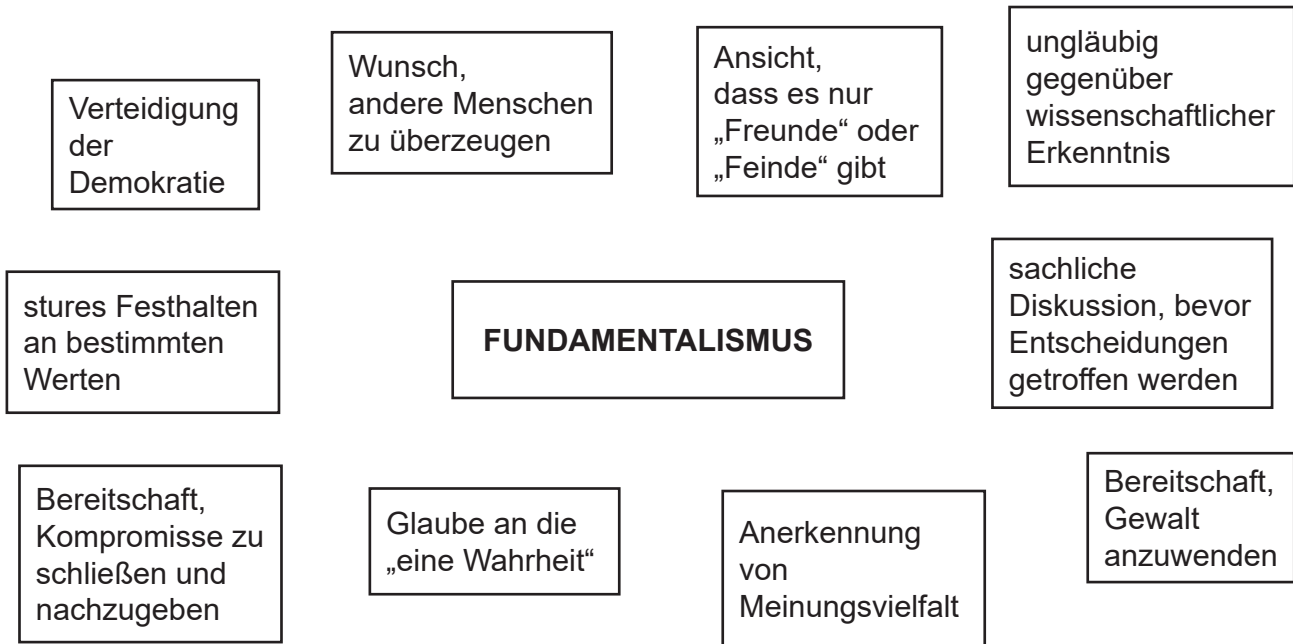 Verteidigung
der
Demokratie
Wunsch,
andere Menschen
zu überzeugen
Ansicht,
dass es nur
„Freunde“ oder
„Feinde“ gibt
ungläubig
gegenüber
wissenschaftlicher
Erkenntnis
stures Festhalten
an bestimmten
Werten
FUNDAMENTALISMUS
sachliche
Diskussion, bevor
Entscheidungen
getroffen werden
Bereitschaft,
Kompromisse zu
schließen und
nachzugeben
Glaube an die
„eine Wahrheit“
Anerkennung
von
Meinungsvielfalt
Bereitschaft,
Gewalt
anzuwenden